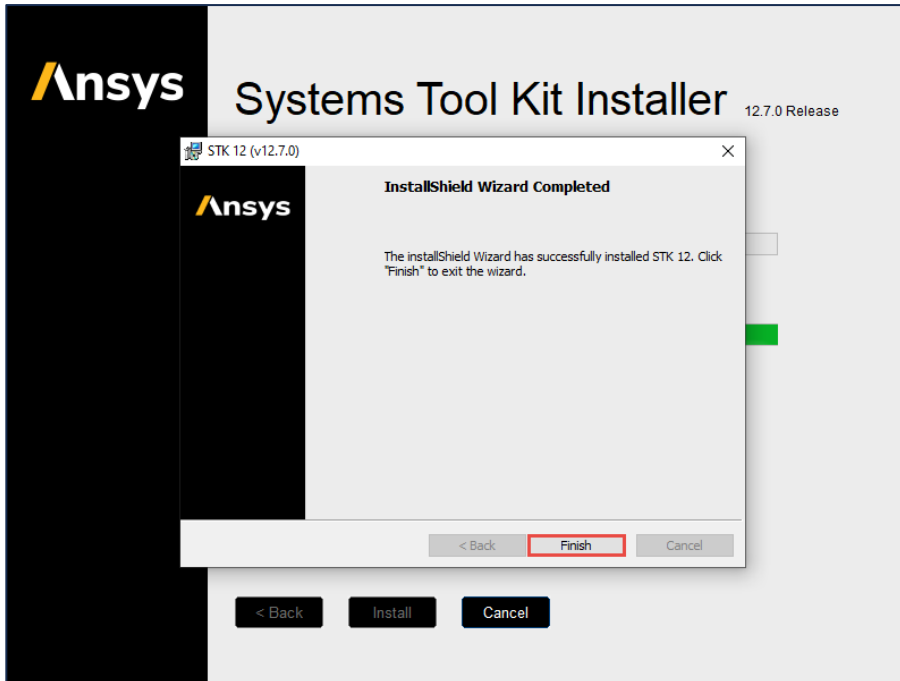 Ansys
Systems Tool Kit Installer 12.7.0 Release
STK 12 (v12.7.0)
Ansys
InstallShield Wizard Completed
The installShield Wizard has successfully installed STK 12. Click
"Finish" to exit the wizard.
< Back Finish Cancel
< Back Install Cancel